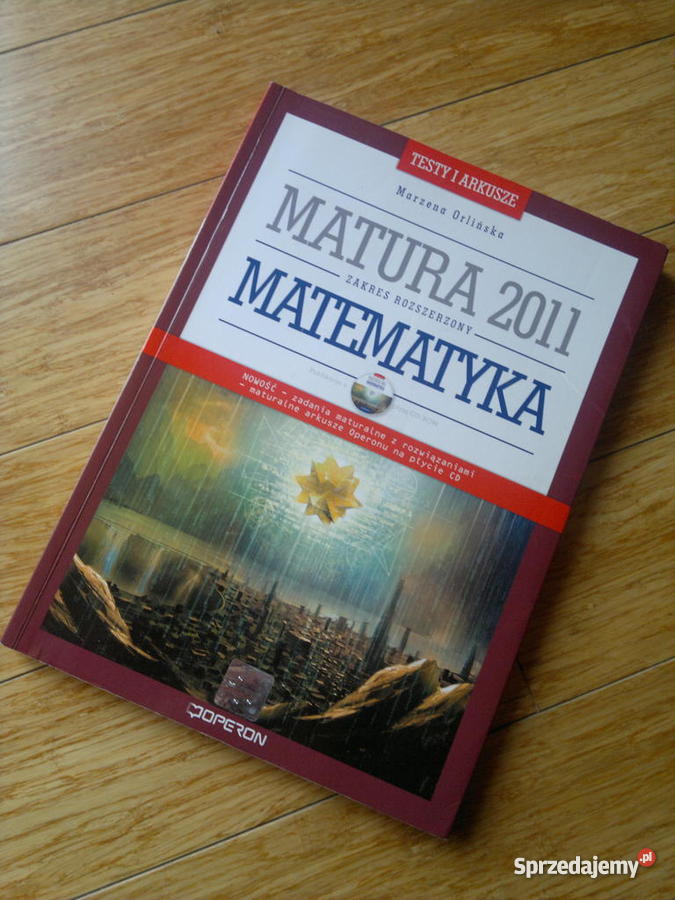 TESTY I ARKUSZE
Marzena Orlińska
MATURA 2011
ZAKRES ROZSZERZONY
MATEMATYKA
NOWOŚĆ – zadania maturalne z rozwiązaniami
– maturalne arkusze Operonu na płycie CD
OPERON
Sprzedajemy.pl